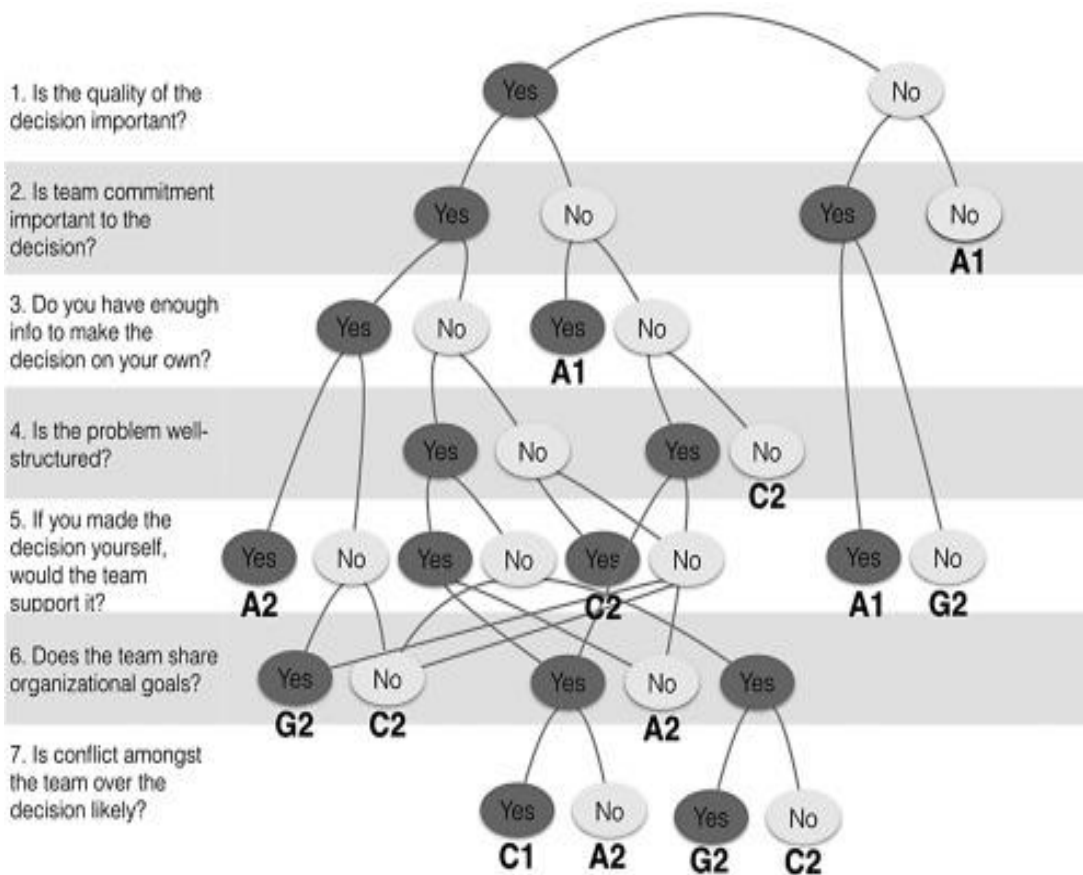 Yes
No
1. Is the quality of the
decision important?
2. Is team commitment
important to the
decision?
Yes
No
Yes
No
A1
3. Do you have enough
info to make the
decision on your own?
Yes
No
Yes
No
A1
4. Is the problem well-
structured?
Yes
No
Yes
No
C2
5. If you made the
decision yourself,
would the team
support it?
Yes
No
Yes
No
Yes
No
Yes
No
A2
C2
A1
G2
6. Does the team share
organizational goals?
Yes
No
Yes
No
Yes
G2
C2
A2
7. Is conflict amongst
the team over the
decision likely?
Yes
No
Yes
No
C1
A2
G2
C2